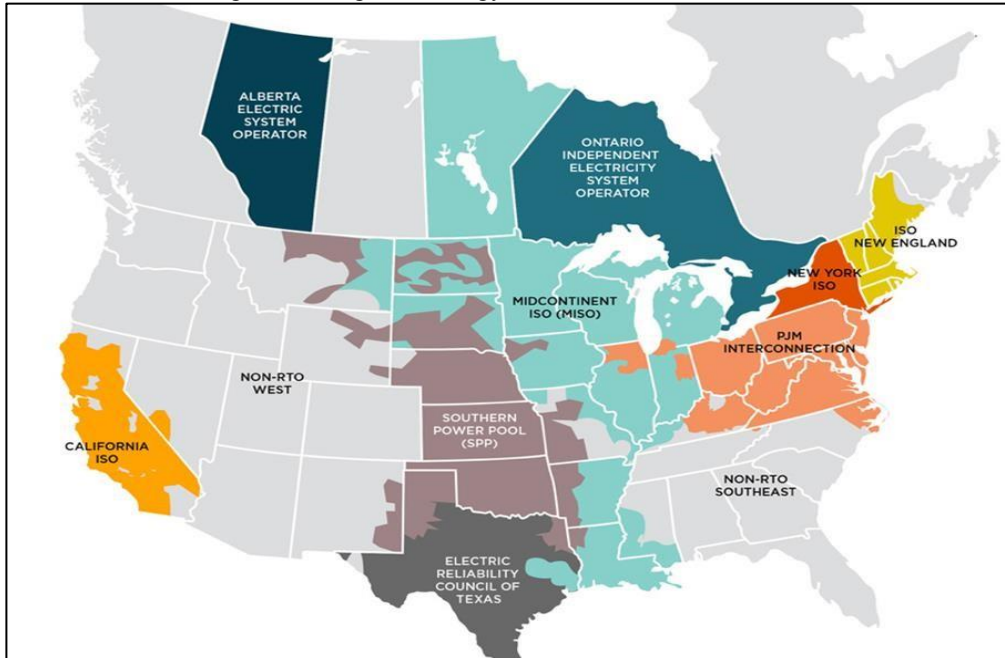 ALBERTA
ELECTRIC
SYSTEM
OPERATOR
ONTARIO
INDEPENDENT
ELECTRICITY
SYSTEM
OPERATOR
ISO
NEW ENGLAND
NEW YORK
ISO
MIDCONTINENT
ISO (MISO)
PJM
INTERCONNECTION
NON-RTO
WEST
SOUTHERN
POWER POOL
(SPP)
CALIFORNIA
ISO
NON-RTO
SOUTHEAST
ELECTRIC
RELIABILITY
COUNCIL OF
TEXAS